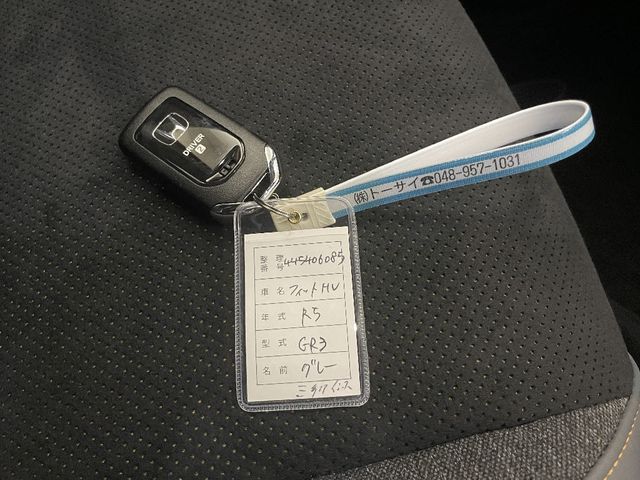 DRIVER
2
(株)トーサイ☎048-957-1031
整理番号 445406085
車名 フィットHV
年式 R5
型式 GR3
名前 グレー